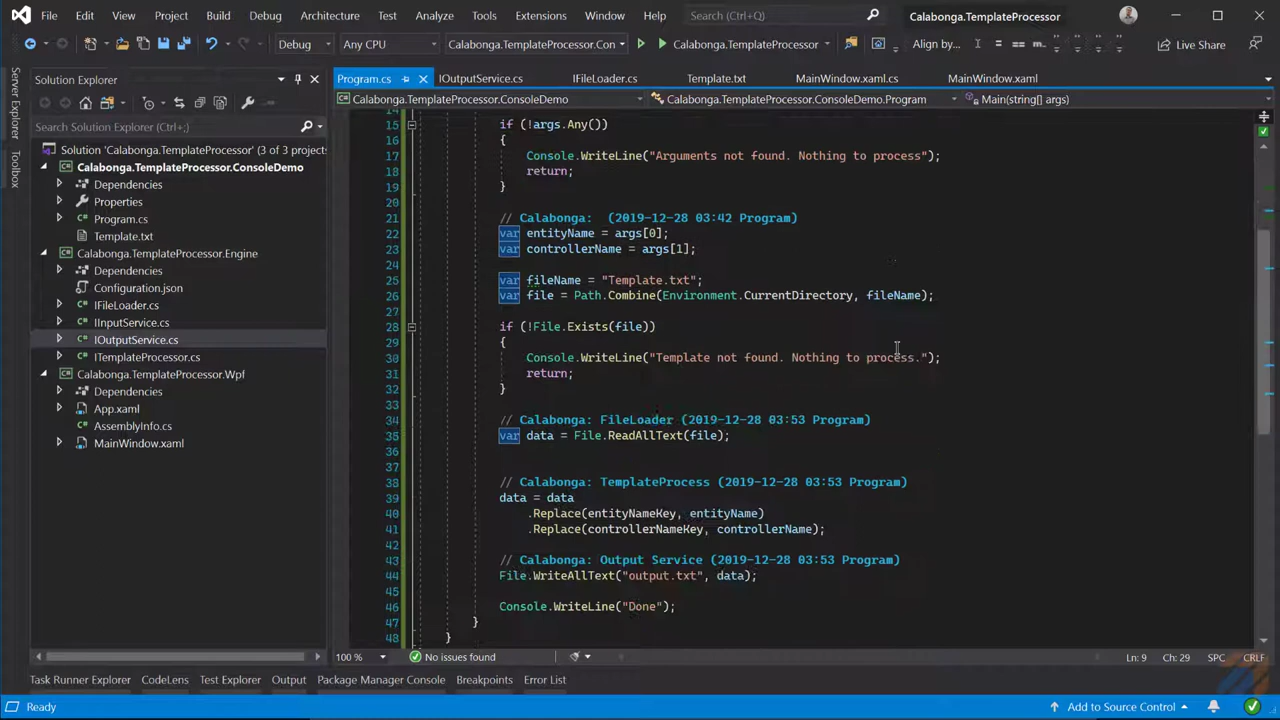 File Edit View Project Build Debug Architecture Test Analyze Tools Extensions Window Help Search (Ctrl+Q) Calabonga.TemplateProcessor
Debug Any CPU Calabonga.TemplateProcessor.Con Calabonga.TemplateProcessor Align by... Live Share
Server Explorer
Toolbox
Solution Explorer
Search Solution Explorer (Ctrl+;)
Solution 'Calabonga.TemplateProcessor' (3 of 3 projects
Calabonga.TemplateProcessor.ConsoleDemo
Dependencies
Properties
Program.cs
Template.txt
Calabonga.TemplateProcessor.Engine
Dependencies
Configuration.json
IFileLoader.cs
IInputService.cs
IOutputService.cs
ITemplateProcessor.cs
Calabonga.TemplateProcessor.Wpf
Dependencies
App.xaml
AssemblyInfo.cs
MainWindow.xaml
Program.cs IOutputService.cs IFileLoader.cs Template.txt MainWindow.xaml.cs MainWindow.xaml
Calabonga.TemplateProcessor.ConsoleDemo Calabonga.TemplateProcessor.ConsoleDemo.Program Main(string[] args)
14
15 if (!args.Any())
16 {
17 Console.WriteLine("Arguments not found. Nothing to process");
18 return;
19 }
20
21 // Calabonga: (2019-12-28 03:42 Program)
22 var entityName = args[0];
23 var controllerName = args[1];
24
25 var fileName = "Template.txt";
26 var file = Path.Combine(Environment.CurrentDirectory, fileName);
27
28 if (!File.Exists(file))
29 {
30 Console.WriteLine("Template not found. Nothing to process.");
31 return;
32 }
33
34 // Calabonga: FileLoader (2019-12-28 03:53 Program)
35 var data = File.ReadAllText(file);
36
37
38 // Calabonga: TemplateProcess (2019-12-28 03:53 Program)
39 data = data
40 .Replace(entityNameKey, entityName)
41 .Replace(controllerNameKey, controllerName);
42
43 // Calabonga: Output Service (2019-12-28 03:53 Program)
44 File.WriteAllText("output.txt", data);
45
46 Console.WriteLine("Done");
47 }
48 }
100 % No issues found Ln: 9 Ch: 29 SPC CRLF
Task Runner Explorer CodeLens Test Explorer Output Package Manager Console Breakpoints Error List
Ready Add to Source Control